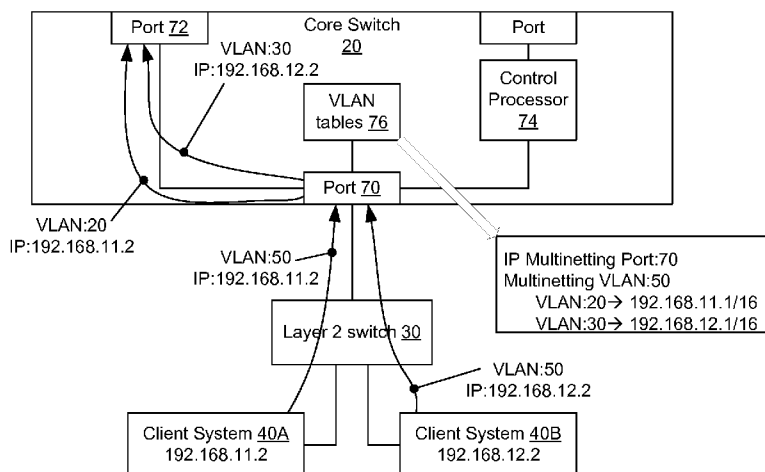 Port 72
Core Switch
20
Port
VLAN:30
IP:192.168.12.2
VLAN
tables 76
Control
Processor
74
Port 70
VLAN:20
IP:192.168.11.2
VLAN:50
IP:192.168.11.2
IP Multinetting Port:70
Multinetting VLAN:50
VLAN:20→ 192.168.11.1/16
VLAN:30→ 192.168.12.1/16
Layer 2 switch 30
VLAN:50
IP:192.168.12.2
Client System 40A
192.168.11.2
Client System 40B
192.168.12.2